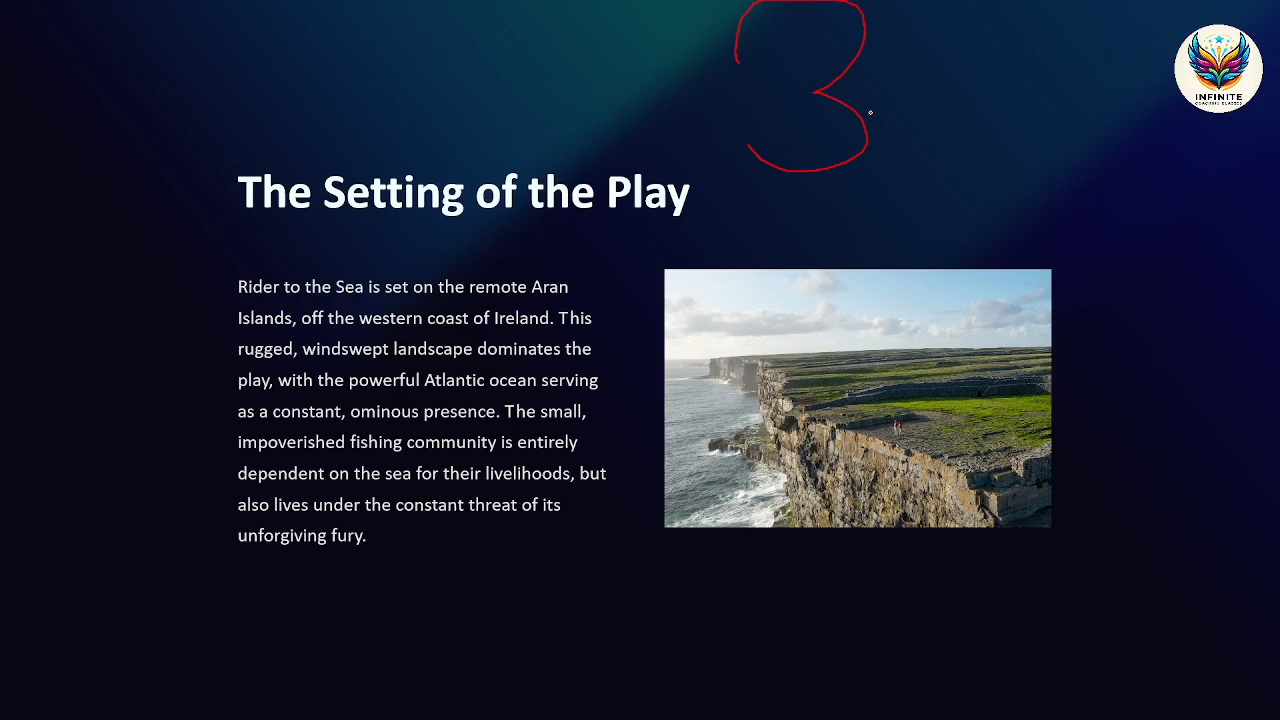 3
INFINITE
COACHING CLASSES
The Setting of the Play
Rider to the Sea is set on the remote Aran
Islands, off the western coast of Ireland. This
rugged, windswept landscape dominates the
play, with the powerful Atlantic ocean serving
as a constant, ominous presence. The small,
impoverished fishing community is entirely
dependent on the sea for their livelihoods, but
also lives under the constant threat of its
unforgiving fury.